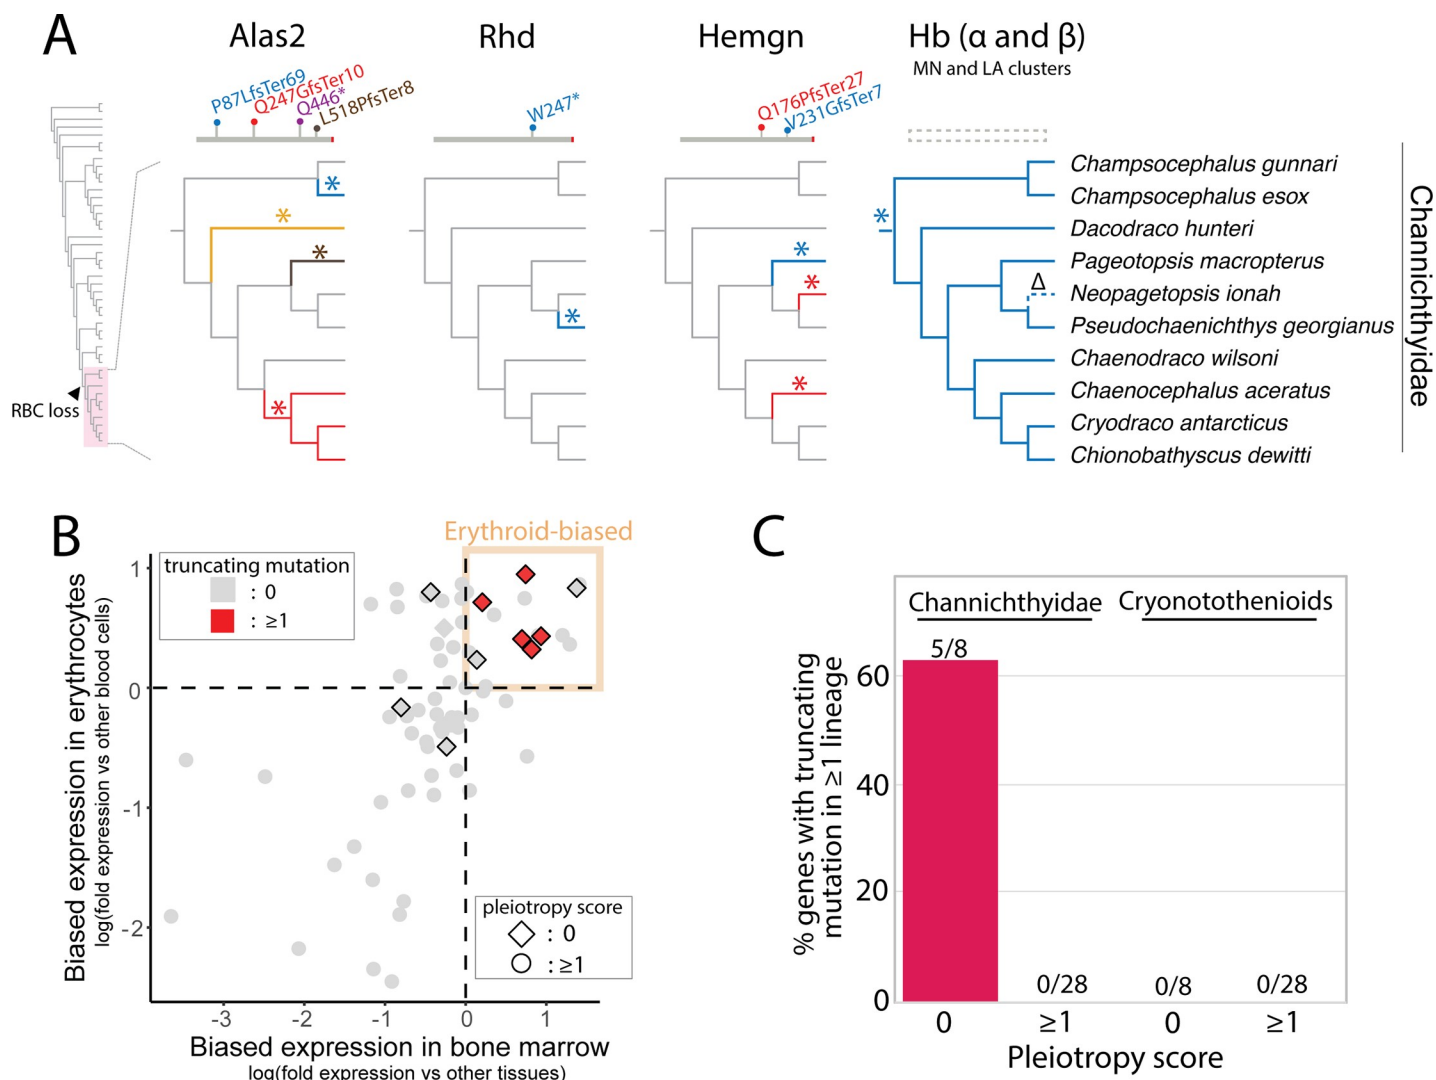 A
Alas2
Rhd
Hemgn
Hb (α and β)
MN and LA clusters
P87LfsTer69
Q247GfsTer10
Q446*
L518PfsTer8
W247*
Q176PfsTer27
V231GfsTer7
*
*
*
*
*
*
*
*
*
Δ
RBC loss
Champsocephalus gunnari
Champsocephalus esox
Dacodraco hunteri
Pageotopsis macropterus
Neopagetopsis ionah
Pseudochaenichthys georgianus
Chaenodraco wilsoni
Chaenocephalus aceratus
Cryodraco antarcticus
Chionobathyscus dewitti
Channichthyidae
B
Erythroid-biased
truncating mutation
: 0
: ≥1
pleiotropy score
: 0
: ≥1
Biased expression in erythrocytes
log(fold expression vs other blood cells)
1
0
-1
-2
-3
-2
-1
0
1
Biased expression in bone marrow
log(fold expression vs other tissues)
C
Channichthyidae
Cryonotothenioids
5/8
0/28
0/8
0/28
% genes with truncating
mutation in ≥1 lineage
60
40
20
0
0
≥1
0
≥1
Pleiotropy score